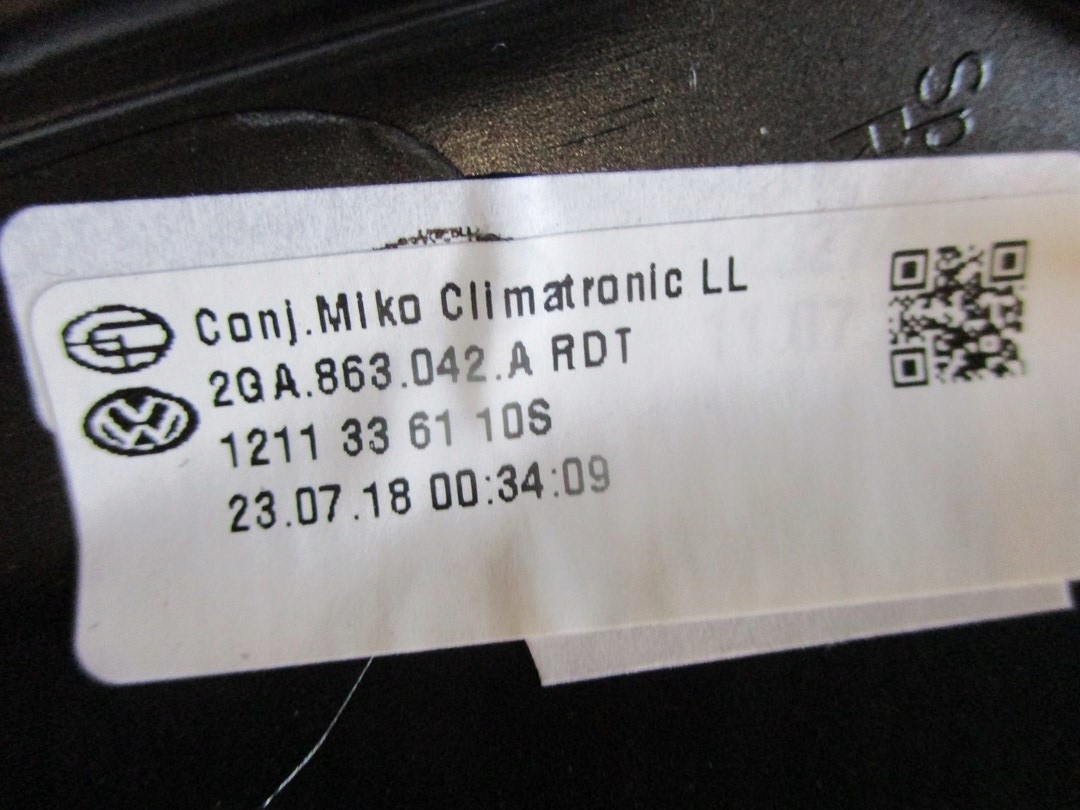 Conj.Miko Climatronic LL
2GA.863.042.A RDT
1211 33 61 10S
23.07.18 00:34:09